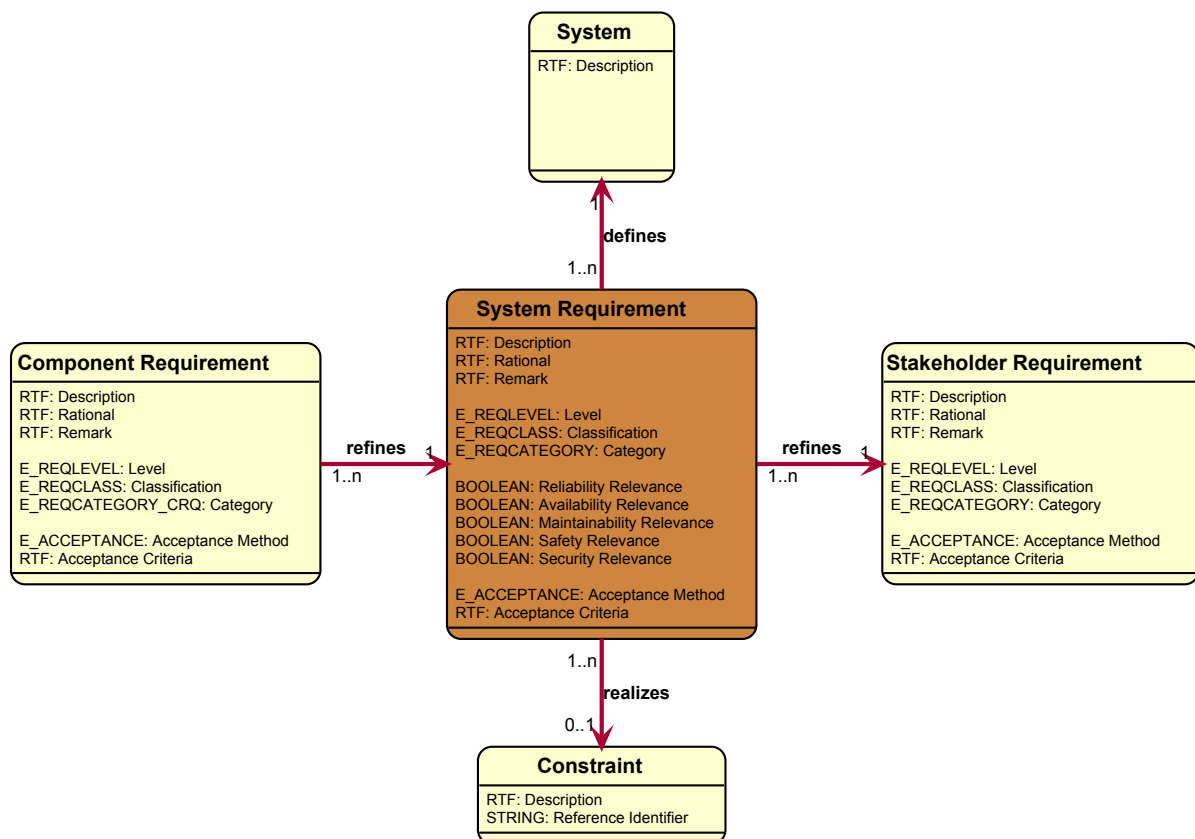 System
RTF: Description
1
defines
1..n
System Requirement
RTF: Description
RTF: Rational
RTF: Remark
E_REQLEVEL: Level
E_REQCLASS: Classification
E_REQCATEGORY: Category
BOOLEAN: Reliability Relevance
BOOLEAN: Availability Relevance
BOOLEAN: Maintainability Relevance
BOOLEAN: Safety Relevance
BOOLEAN: Security Relevance
E_ACCEPTANCE: Acceptance Method
RTF: Acceptance Criteria
Component Requirement
RTF: Description
RTF: Rational
RTF: Remark
E_REQLEVEL: Level
E_REQCLASS: Classification
E_REQCATEGORY_CRQ: Category
E_ACCEPTANCE: Acceptance Method
RTF: Acceptance Criteria
refines
1
1..n
refines
1
1..n
Stakeholder Requirement
RTF: Description
RTF: Rational
RTF: Remark
E_REQLEVEL: Level
E_REQCLASS: Classification
E_REQCATEGORY: Category
E_ACCEPTANCE: Acceptance Method
RTF: Acceptance Criteria
1..n
realizes
0..1
Constraint
RTF: Description
STRING: Reference Identifier